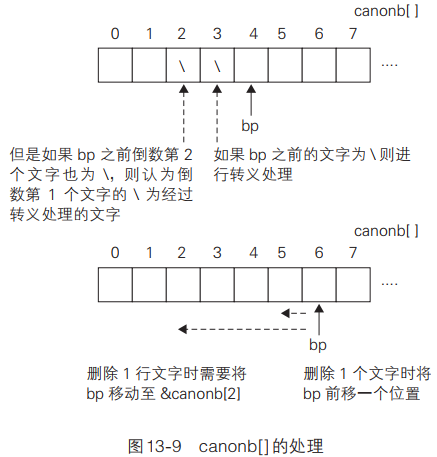 canonb[ ]
0 1 2 3 4 5 6 7
\ \ ....
bp
但是如果 bp 之前倒数第 2
个文字也为 \，则认为倒
数第 1 个文字的 \ 为经过
转义处理的文字
如果 bp 之前的文字为 \ 则进
行转义处理
canonb[ ]
0 1 2 3 4 5 6 7
....
bp
删除 1 行文字时需要将
bp 移动至 &canonb[2]
删除 1 个文字时将
bp 前移一个位置
图13-9 canonb[]的处理